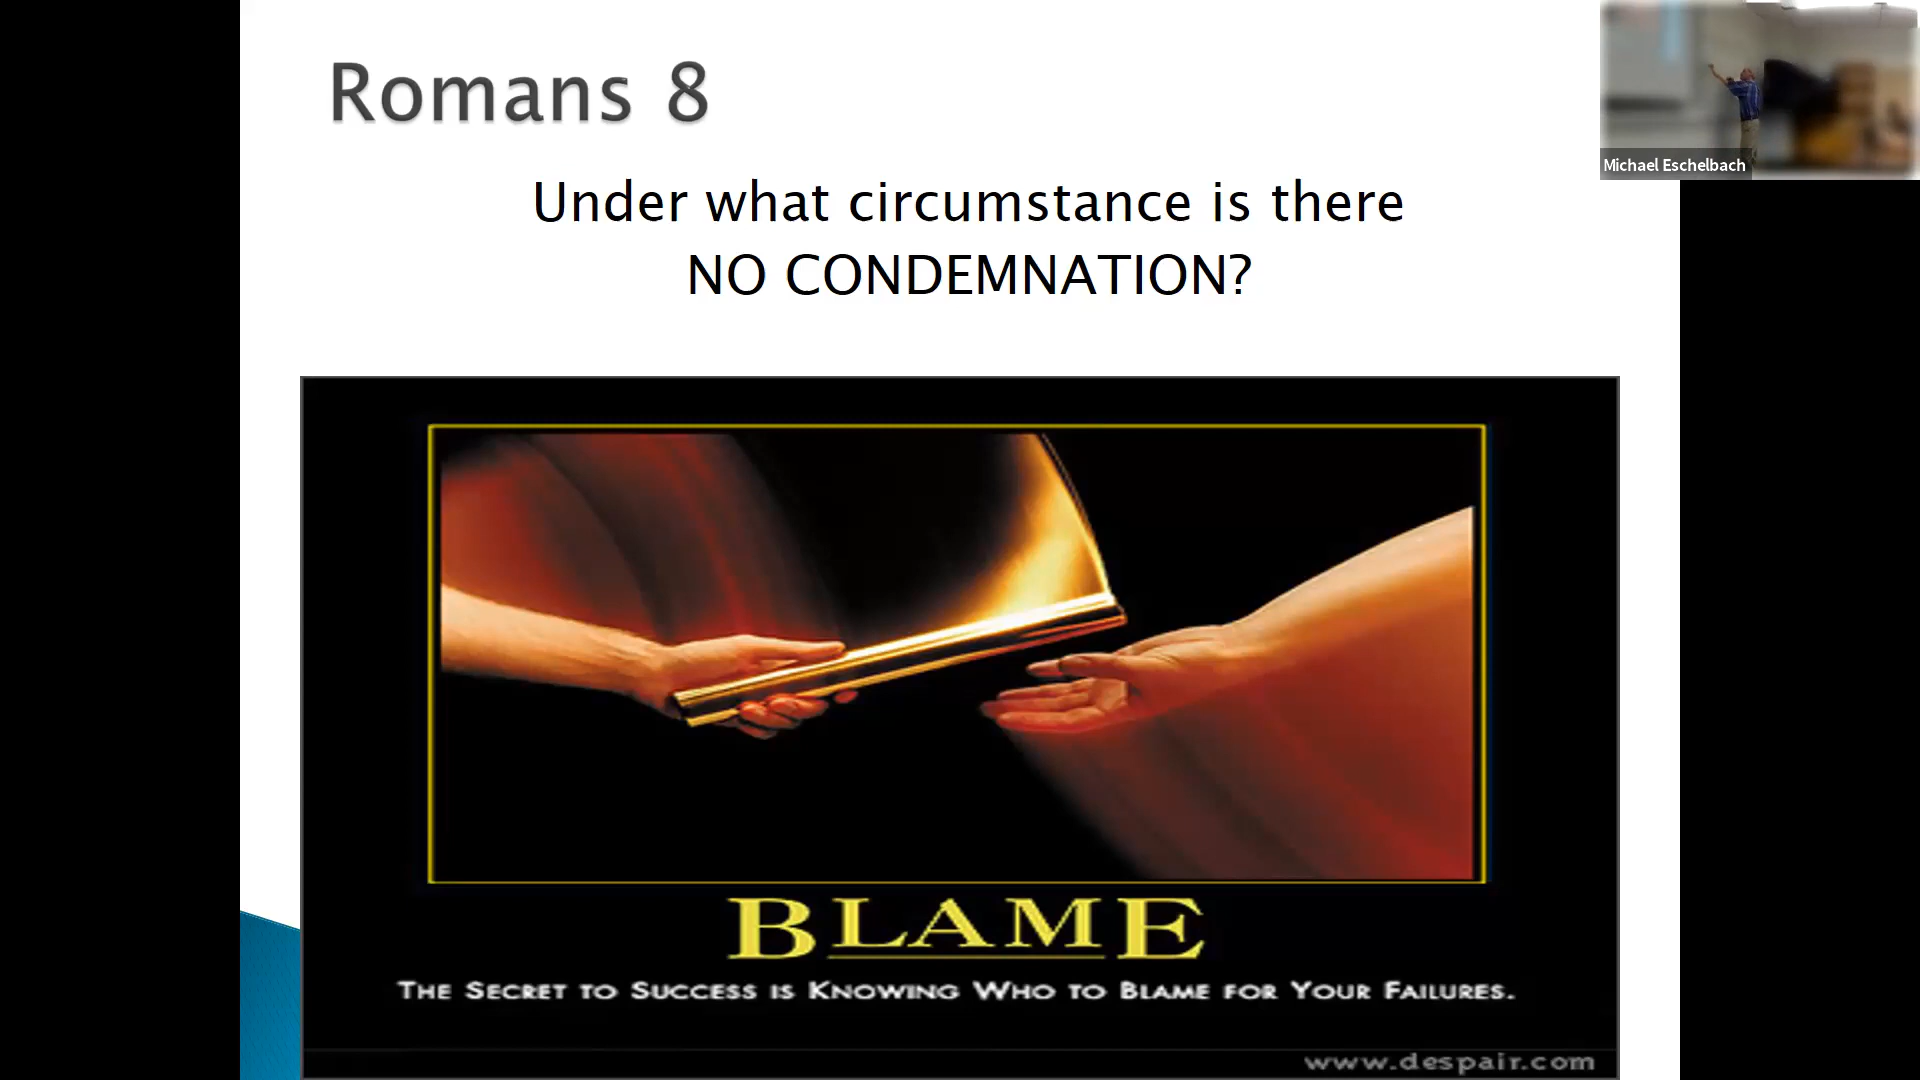 Romans 8
Michael Eschelbach
Under what circumstance is there
NO CONDEMNATION?
BLAME
THE SECRET TO SUCCESS IS KNOWING WHO TO BLAME FOR YOUR FAILURES.
www.despair.com